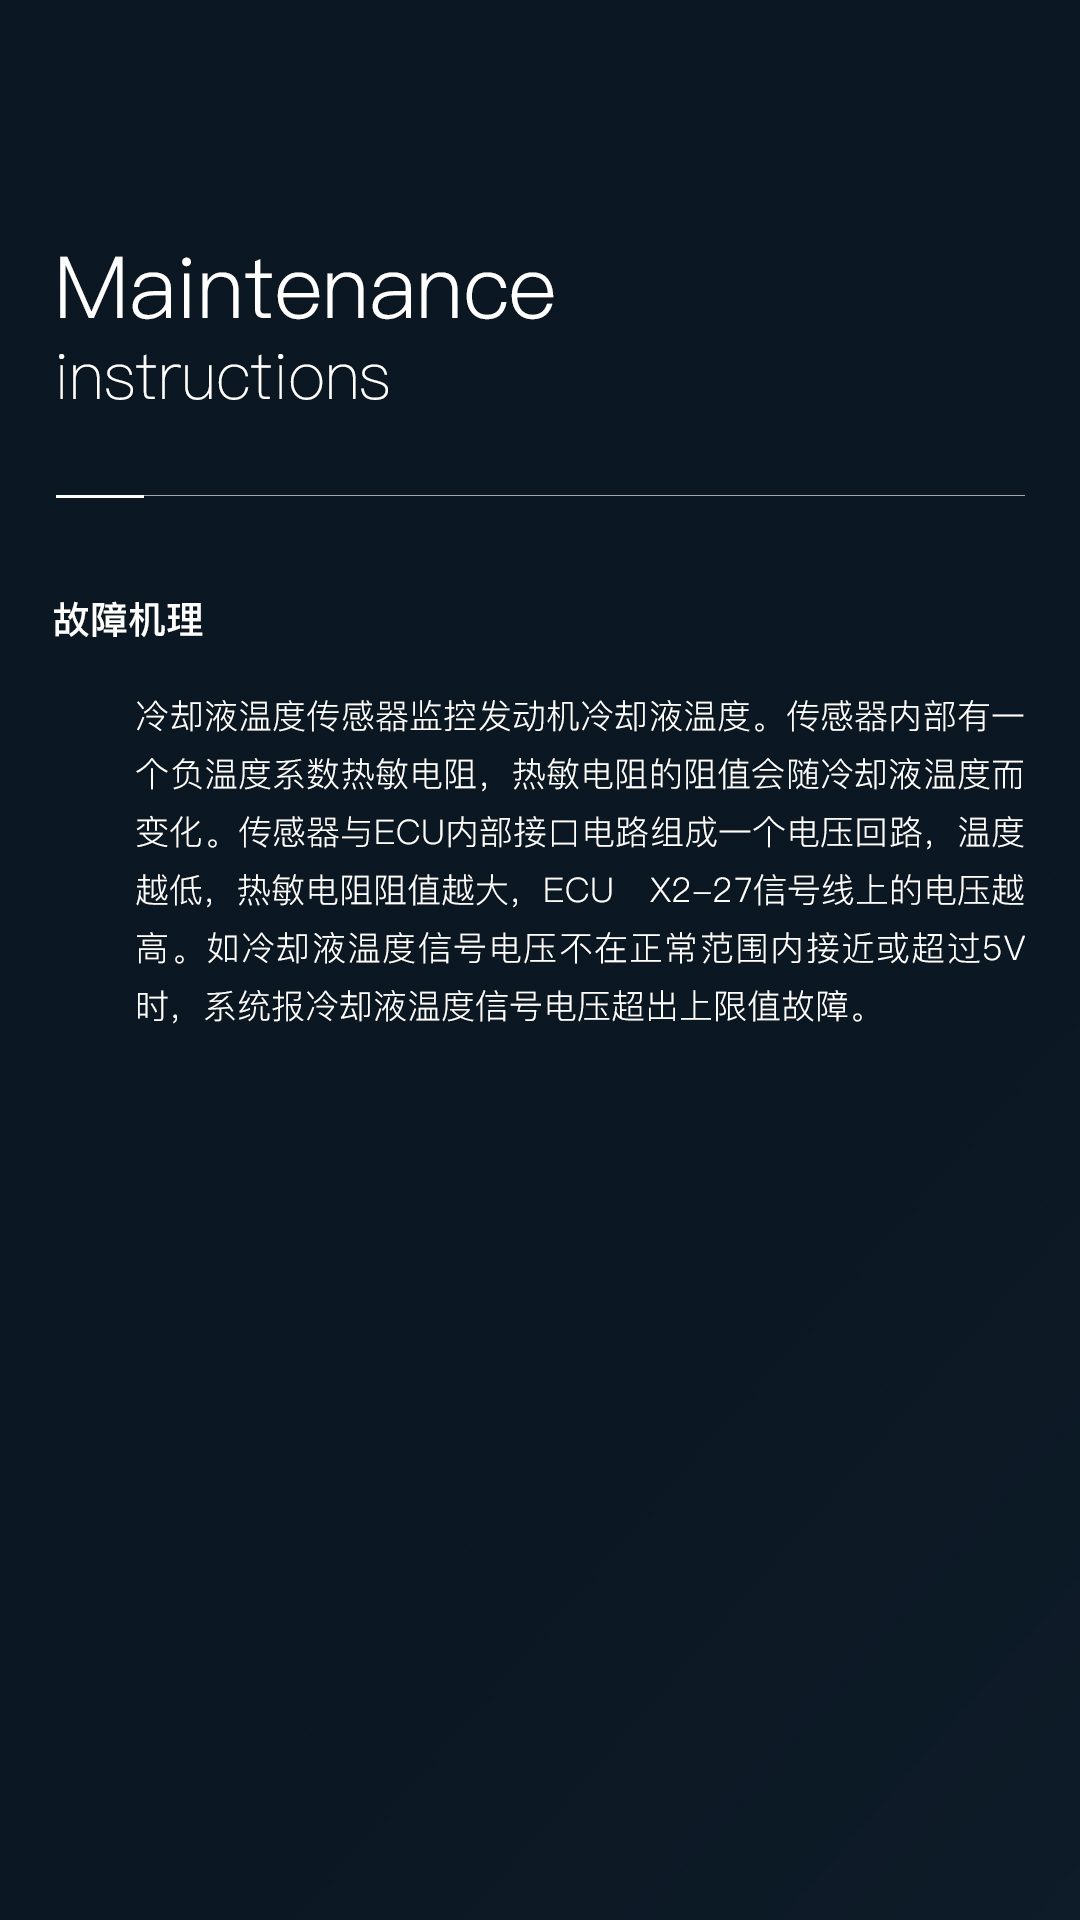 Maintenance
instructions
故障机理
冷却液温度传感器监控发动机冷却液温度。传感器内部有一
个负温度系数热敏电阻，热敏电阻的阻值会随冷却液温度而
变化。传感器与ECU内部接口电路组成一个电压回路，温度
越低，热敏电阻阻值越大，ECU　X2-27信号线上的电压越
高。如冷却液温度信号电压不在正常范围内接近或超过5V
时，系统报冷却液温度信号电压超出上限值故障。